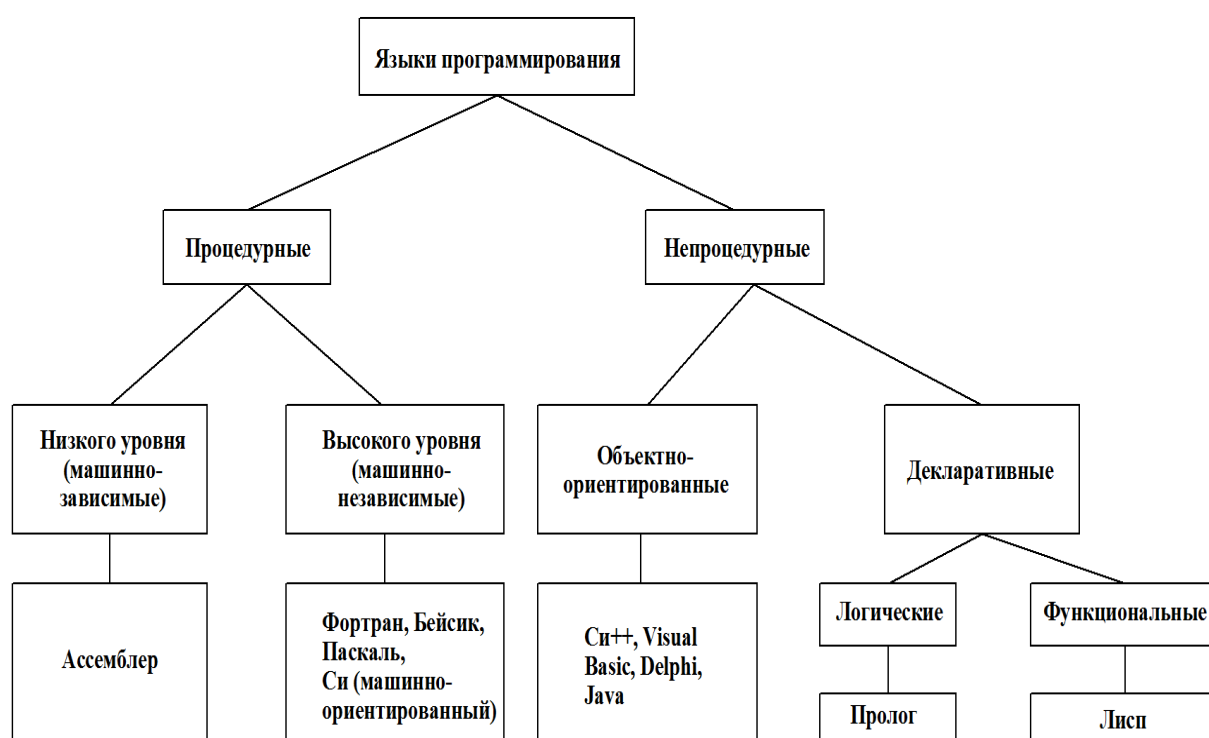 Языки программирования
Процедурные
Непроцедурные
Низкого уровня
(машинно-
зависимые)
Высокого уровня
(машинно-
независимые)
Объектно-
ориентированные
Декларативные
Ассемблер
Фортран, Бейсик,
Паскаль,
Си (машинно-
ориентированный)
Си++, Visual
Basic, Delphi,
Java
Логические
Функциональные
Пролог
Лисп